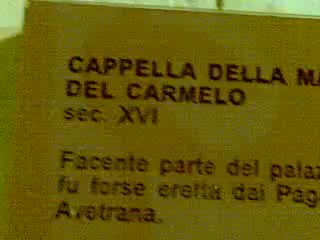 CAPPELLA DELLA MA
DEL CARMELO
sec. XVI
Facente parte del palaz
fu forse eretta dai Pag
Avetrana.